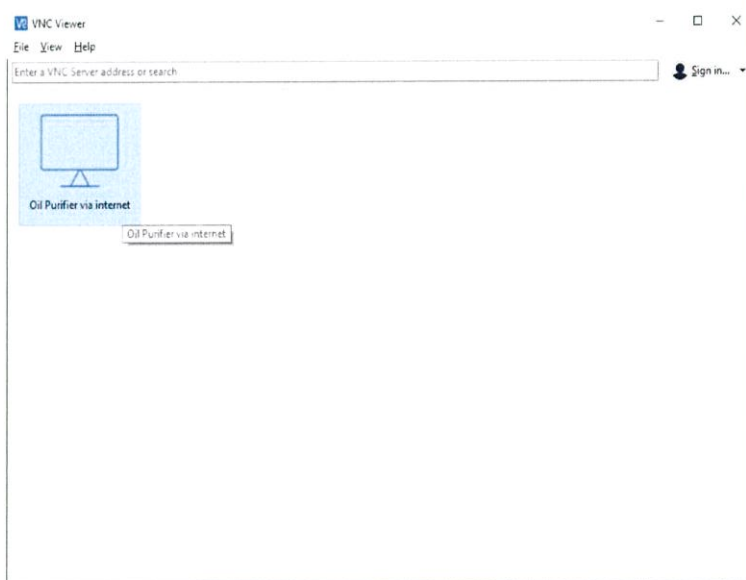 VNC Viewer
File View Help
Enter a VNC Server address or search
Sign in...
Oil Purifier via internet
Oil Purifier via internet